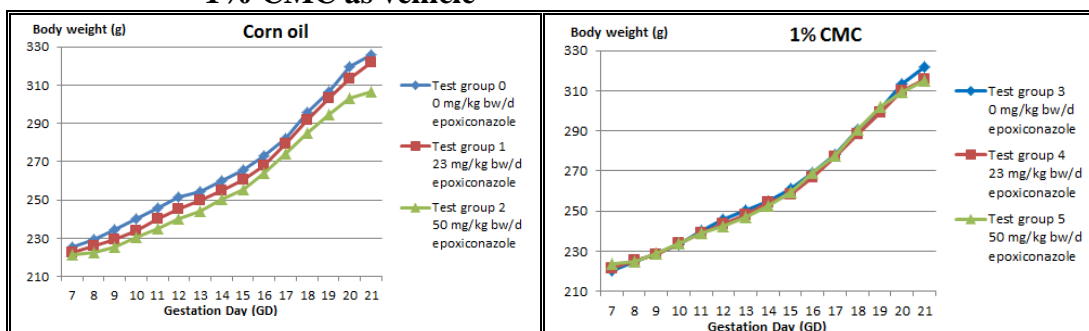 1% CMC as vehicle
Body weight (g)
Corn oil
330
310
290
270
250
230
210
7 8 9 10 11 12 13 14 15 16 17 18 19 20 21
Gestation Day (GD)
Test group 0
0 mg/kg bw/d
epoxiconazole
Test group 1
23 mg/kg bw/d
epoxiconazole
Test group 2
50 mg/kg bw/d
epoxiconazole
Body weight (g)
1% CMC
330
310
290
270
250
230
210
7 8 9 10 11 12 13 14 15 16 17 18 19 20 21
Gestation Day (GD)
Test group 3
0 mg/kg bw/d
epoxiconazole
Test group 4
23 mg/kg bw/d
epoxiconazole
Test group 5
50 mg/kg bw/d
epoxiconazole